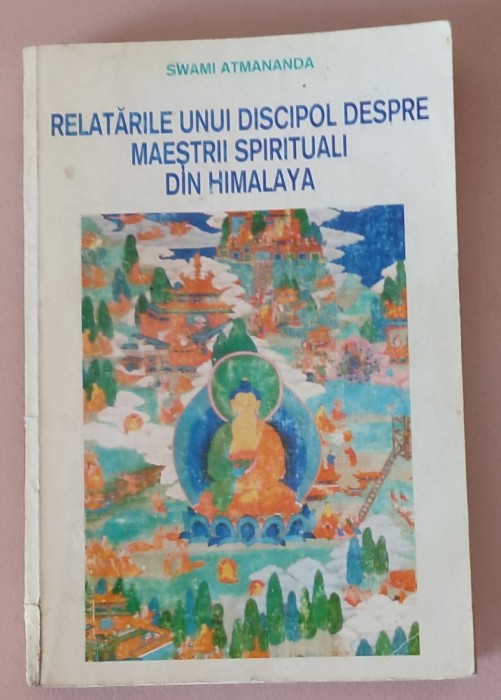 SWAMI ATMANANDA
RELATĂRILE UNUI DISCIPOL DESPRE
MAEȘTRII SPIRITUALI
DIN HIMALAYA